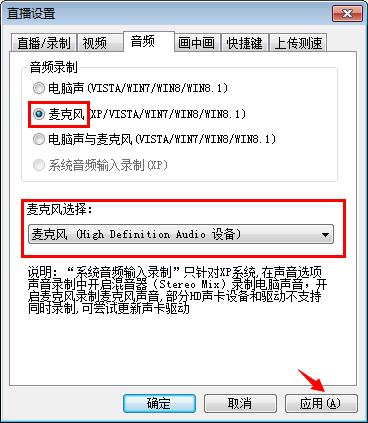 直播设置
直播/录制 视频 音频 画中画 快捷键 上传测速
音频录制
电脑声(VISTA/WIN7/WIN8/WIN8.1)
麦克风(XP/VISTA/WIN7/WIN8/WIN8.1)
电脑声与麦克风(VISTA/WIN7/WIN8/WIN8.1)
系统音频输入录制(XP)
麦克风选择:
麦克风 (High Definition Audio 设备)
说明:“系统音频输入录制”只针对XP系统,在声音选项
声音录制中开启混音器 (Stereo Mix) 录制电脑声音, 开
启麦克风录制麦克风声音,部分HD声卡设备和驱动不支持
同时录制,可尝试更新声卡驱动
确定 取消 应用(A)